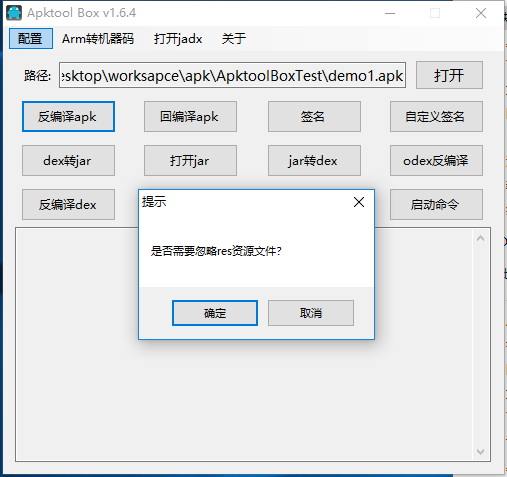 Apktool Box v1.6.4
配置 Arm转机器码 打开jadx 关于
路径: esktop\worksapce\apk\ApktoolBoxTest\demo1.apk 打开
反编译apk 回编译apk 签名 自定义签名
dex转jar 打开jar jar转dex odex反编译
反编译dex 启动命令
提示
是否需要忽略res资源文件?
确定 取消